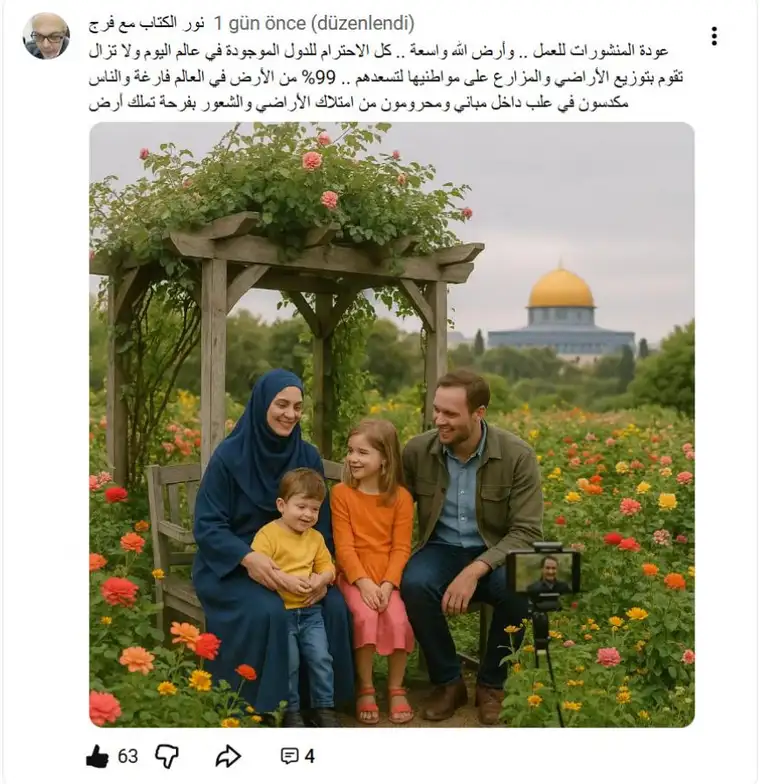 نور الكتاب مع فرج 1 gün önce (düzenlendi)
عودة المنشورات للعمل .. وأرض الله واسعة .. كل الاحترام للدول الموجودة في عالم اليوم ولا تزال
تقوم بتوزيع الأراضي والمزارع على مواطنيها لتسعدهم .. 99% من الأرض في العالم فارغة والناس
مكدسون في علب داخل مباني ومحرومون من امتلاك الأراضي والشعور بفرحة تملك أرض
63 4